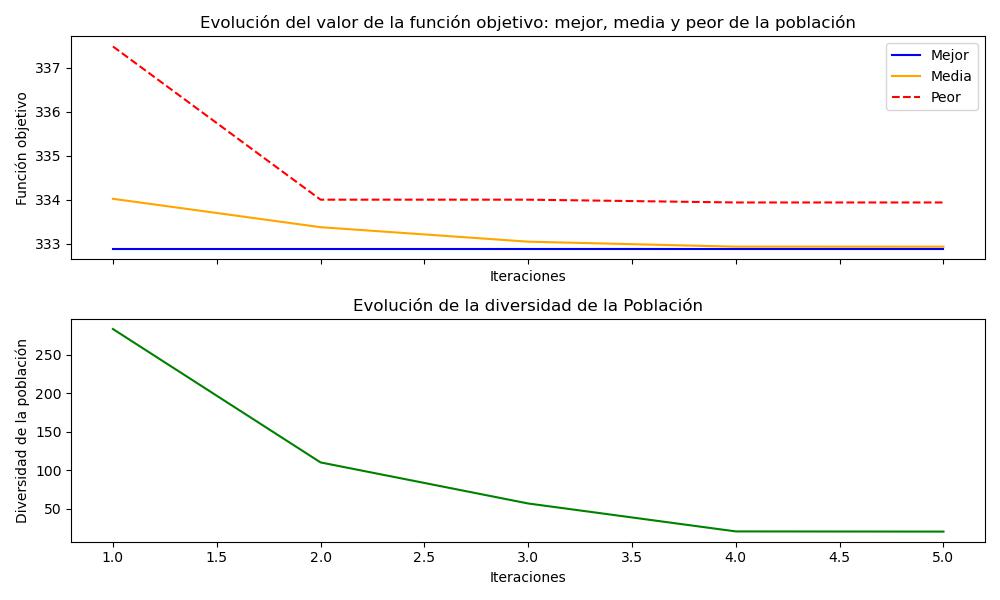 Evolución del valor de la función objetivo: mejor, media y peor de la población
Función objetivo
337
336
335
334
333
Mejor
Media
Peor
Iteraciones
Evolución de la diversidad de la Población
Diversidad de la población
250
200
150
100
50
1.0 1.5 2.0 2.5 3.0 3.5 4.0 4.5 5.0
Iteraciones